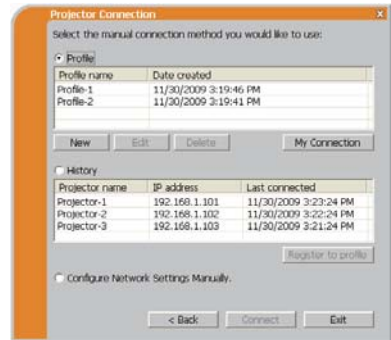 Projector Connection
Select the manual connection method you would like to use:
Profile
Profile name Date created
Profile-1 11/30/2009 3:19:46 PM
Profile-2 11/30/2009 3:19:41 PM
New Edit Delete My Connection
History
Projector name IP address Last connected
Projector-1 192.168.1.101 11/30/2009 3:23:24 PM
Projector-2 192.168.1.102 11/30/2009 3:22:24 PM
Projector-3 192.168.1.103 11/30/2009 3:21:24 PM
Register to profile
Configure Network Settings Manually.
< Back Connect Exit